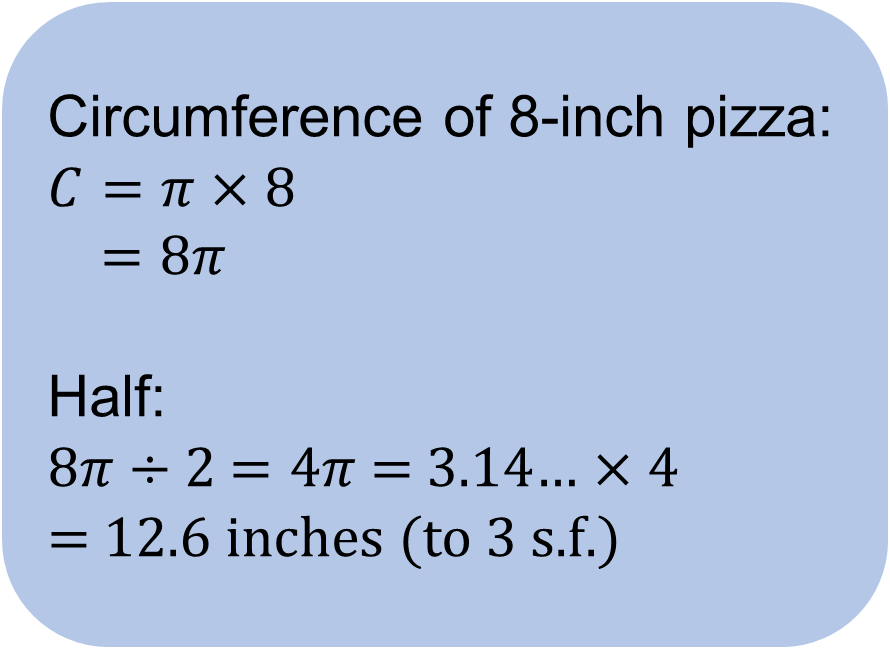 Circumference of 8-inch pizza:
𝐶 = 𝜋 × 8
= 8𝜋
Half:
8𝜋 ÷ 2 = 4𝜋 = 3.14… × 4
= 12.6 inches (to 3 s.f.)